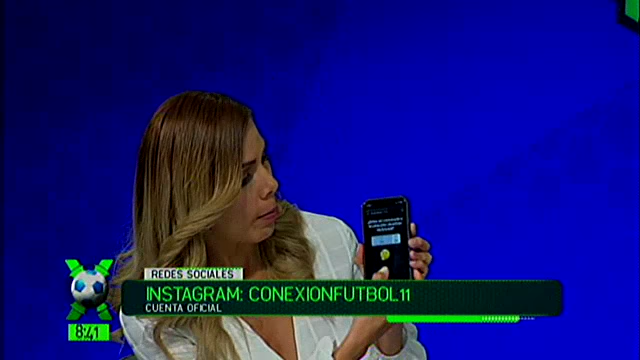 REDES SOCIALES
INSTAGRAM: CONEXIONFUTBOL11
CUENTA OFICIAL
8:41